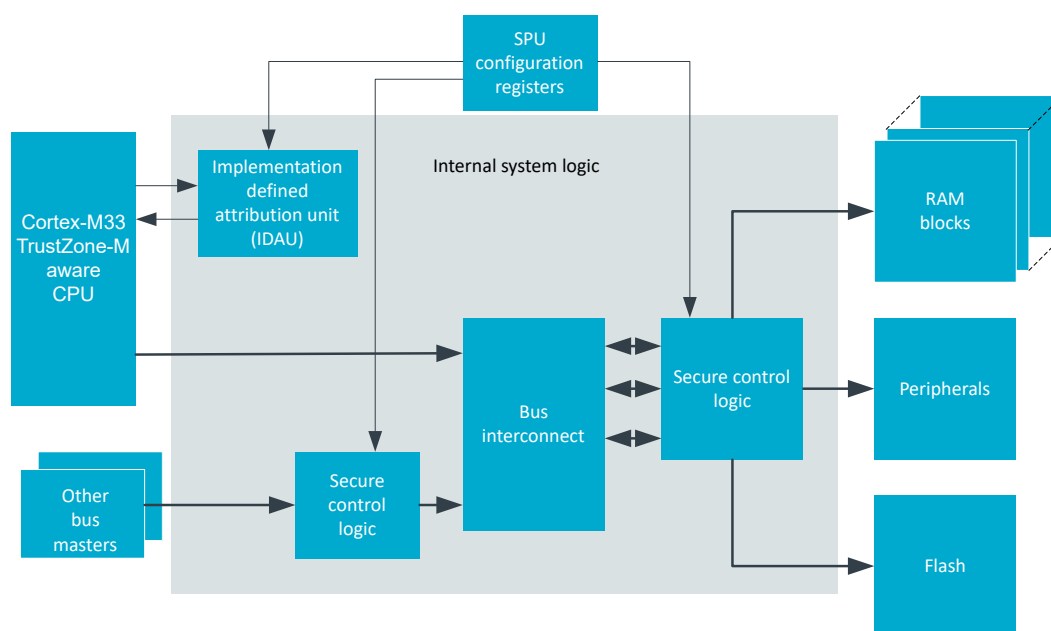 SPU
configuration
registers
Internal system logic
Implementation
defined
attribution unit
(IDAU)
Cortex-M33
TrustZone-M
aware
CPU
RAM
blocks
Secure control
logic
Peripherals
Bus
interconnect
Other
bus
masters
Secure
control
logic
Flash